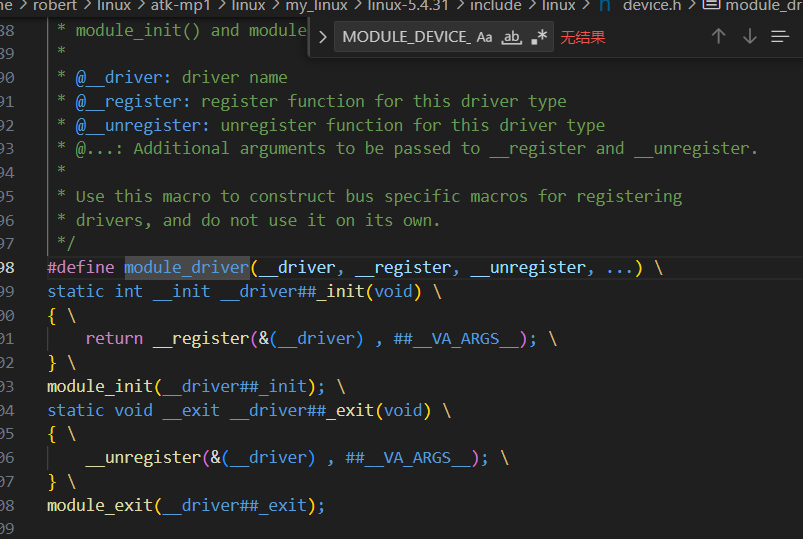 ne > robert > linux > atk-mp1 > linux > my_linux > linux-5.4.31 > include > linux > h device.h > module_dr
88 * module_init() and module
MODULE_DEVICE_ Aa ab .* 无结果
89 *
90 * @__driver: driver name
91 * @__register: register function for this driver type
92 * @__unregister: unregister function for this driver type
93 * @...: Additional arguments to be passed to __register and __unregister.
94 *
95 * Use this macro to construct bus specific macros for registering
96 * drivers, and do not use it on its own.
97 */
98 #define module_driver(__driver, __register, __unregister, ...) \
99 static int __init __driver##_init(void) \
00 { \
01 return __register(&(__driver) , ##__VA_ARGS__); \
02 } \
03 module_init(__driver##_init); \
04 static void __exit __driver##_exit(void) \
05 { \
06 __unregister(&(__driver) , ##__VA_ARGS__); \
07 } \
08 module_exit(__driver##_exit);
09